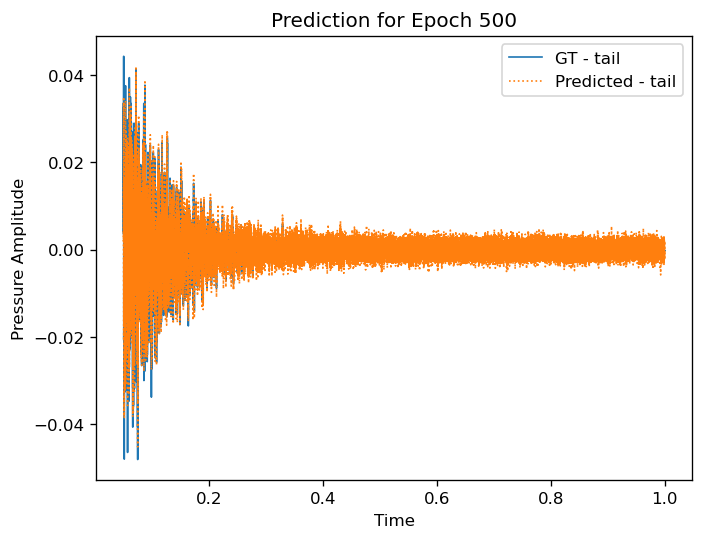 Prediction for Epoch 500
GT - tail
Predicted - tail
Pressure Amplitude
0.04
0.02
0.00
−0.02
−0.04
0.2
0.4
0.6
0.8
1.0
Time